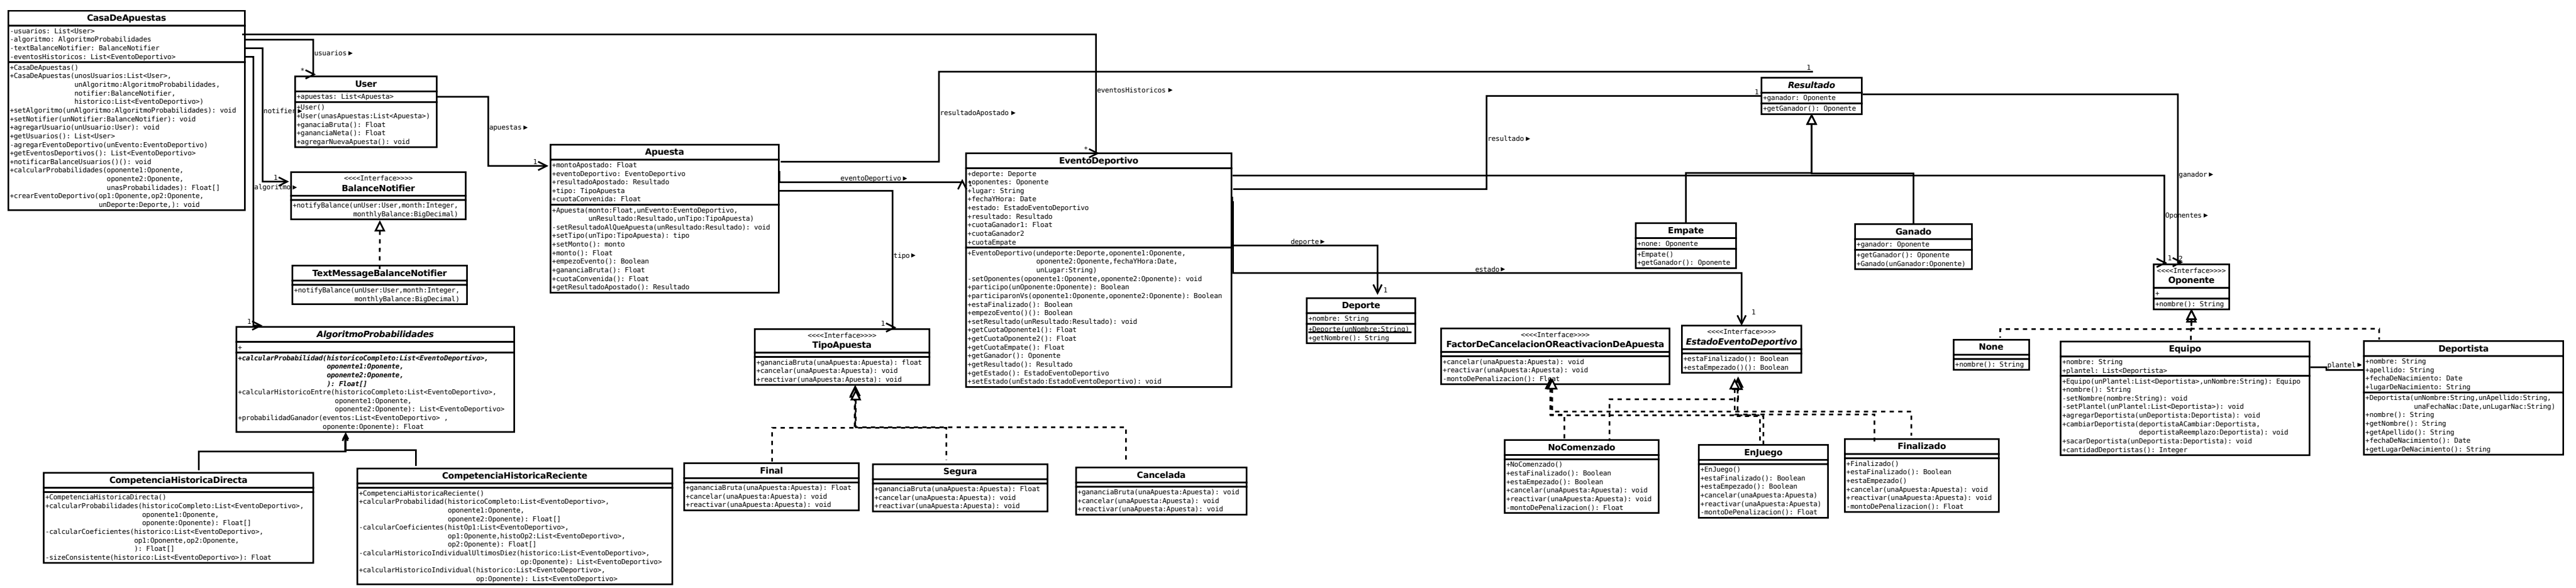 CasaDeApuestas
-usuarios: List<User>
-algoritmo: AlgoritmoProbabilidades
-textBalanceNotifier: BalanceNotifier
-eventosHistoricos: List<EventoDeportivo>
+CasaDeApuestas()
+CasaDeApuestas(unosUsuarios:List<User>,
unAlgoritmo:AlgoritmoProbabilidades,
notifier:BalanceNotifier,
historico:List<EventoDeportivo>)
+setAlgoritmo(unAlgoritmo:AlgoritmoProbabilidades): void
+setNotifier(unNotifier:BalanceNotifier): void
+agregarUsuario(unUsuario:User): void
+getUsuarios(): List<User>
-agregarEventoDeportivo(unEvento:EventoDeportivo)
+getEventosDeportivos(): List<EventoDeportivo>
+notificarBalanceUsuarios()(): void
+calcularProbabilidades(oponente1:Oponente,
oponente2:Oponente,
unasProbabilidades): Float[]
+crearEventoDeportivo(op1:Oponente,op2:Oponente,
unDeporte:Deporte,): void
usuarios ►
*
notifier►
1
algoritmo►
1
eventosHistoricos ►
*
User
+apuestas: List<Apuesta>
+User()
+User(unasApuestas:List<Apuesta>)
+ganaciaBruta(): Float
+gananciaNeta(): Float
+agregarNuevaApuesta(): void
apuestas ►
1
<<<<Interface>>>>
BalanceNotifier
+notifyBalance(unUser:User,month:Integer,
monthlyBalance:BigDecimal)
TextMessageBalanceNotifier
+notifyBalance(unUser:User,month:Integer,
monthlyBalance:BigDecimal)
AlgoritmoProbabilidades
+
+calcularProbabilidad(historicoCompleto:List<EventoDeportivo>,
oponente1:Oponente,
oponente2:Oponente,
): Float[]
+calcularHistoricoEntre(historicoCompleto:List<EventoDeportivo>,
oponente1:Oponente,
oponente2:Oponente): List<EventoDeportivo>
+probabilidadGanador(eventos:List<EventoDeportivo> ,
oponente:Oponente): Float
CompetenciaHistoricaDirecta
+CompetenciaHistoricaDirecta()
+calcularProbabilidades(historicoCompleto:List<EventoDeportivo>,
oponente1:Oponente,
oponente:Oponente): Float[]
-calcularCoeficientes(historico:List<EventoDeportivo>,
op1:Oponente,op2:Oponente,
): Float[]
-sizeConsistente(historico:List<EventoDeportivo>): Float
CompetenciaHistoricaReciente
+CompetenciaHistoricaReciente()
+calcularProbabilidad(historicoCompleto:List<EventoDeportivo>,
oponente1:Oponente,
oponente2:Oponente): Float[]
-calcularCoeficientes(histOp1:List<EventoDeportivo>,
op1:Oponente,histoOp2:List<EventoDeportivo>,
op2:Oponente): Float[]
-calcularHistoricoIndividualUltimosDiez(historico:List<EventoDeportivo>,
op:Oponente): List<EventoDeportivo>
+calcularHistoricoIndividual(historico:List<EventoDeportivo>,
op:Oponente): List<EventoDeportivo>
Apuesta
+montoApostado: Float
+eventoDeportivo: EventoDeportivo
+resultadoApostado: Resultado
+tipo: TipoApuesta
+cuotaConvenida: Float
+Apuesta(monto:Float,unEvento:EventoDeportivo,
unResultado:Resultado,unTipo:TipoApuesta)
-setResultadoAlQueApuesta(unResultado:Resultado): void
+setTipo(unTipo:TipoApuesta): tipo
+setMonto(): monto
+monto(): Float
+empezoEvento(): Boolean
+gananciaBruta(): Float
+cuotaConvenida(): Float
+getResultadoApostado(): Resultado
resultadoApostado ►
1
eventoDeportivo ►
tipo►
1
<<<<Interface>>>>
TipoApuesta
+gananciaBruta(unaApuesta:Apuesta): float
+cancelar(unaApuesta:Apuesta): void
+reactivar(unaApuesta:Apuesta): void
Final
+gananciaBruta(unaApuesta:Apuesta): Float
+cancelar(unaApuesta:Apuesta): void
+reactivar(unaApuesta:Apuesta): void
Segura
+gananciaBruta(unaApuesta:Apuesta): Float
+cancelar(unaApuesta:Apuesta): void
+reactivar(unaApuesta:Apuesta): void
Cancelada
+gananciaBruta(unaApuesta:Apuesta): void
+cancelar(unaApuesta:Apuesta): void
+reactivar(unaApuesta:Apuesta): void
EventoDeportivo
+deporte: Deporte
+oponentes: Oponente
+lugar: String
+fechaYHora: Date
+estado: EstadoEventoDeportivo
+resultado: Resultado
+cuotaGanador1: Float
+cuotaGanador2
+cuotaEmpate
+EventoDeportivo(undeporte:Deporte,oponente1:Oponente,
oponente2:Oponente,fechaYHora:Date,
unLugar:String)
-setOponentes(oponente1:Oponente,oponente2:Oponente): void
+participo(unOponente:Oponente): Boolean
+participaronVs(oponente1:Oponente,oponente2:Oponente): Boolean
+estaFinalizado(): Boolean
+empezoEvento()(): Boolean
+setResultado(unResultado:Resultado): void
+getCuotaOponente1(): Float
+getCuotaOponente2(): Float
+getCuotaEmpate(): Float
+getGanador(): Oponente
+getResultado(): Resultado
+getEstado(): EstadoEventoDeportivo
+setEstado(unEstado:EstadoEventoDeportivo): void
resultado ►
1
deporte►
1
estado ►
1
Deporte
+nombre: String
+Deporte(unNombre:String)
+getNombre(): String
Resultado
+ganador: Oponente
+getGanador(): Oponente
Empate
+none: Oponente
+Empate()
+getGanador(): Oponente
Ganado
+ganador: Oponente
+getGanador(): Oponente
+Ganado(unGanador:Oponente)
ganador ►
Oponentes ►
1
2
<<<<Interface>>>>
Oponente
+
+nombre(): String
<<<<Interface>>>>
FactorDeCancelacionOReactivacionDeApuesta
+cancelar(unaApuesta:Apuesta): void
+reactivar(unaApuesta:Apuesta): void
-montoDePenalizacion(): Float
<<<<Interface>>>>
EstadoEventoDeportivo
+estaFinalizado(): Boolean
+estaEmpezado()(): Boolean
NoComenzado
+NoComenzado()
+estaFinalizado(): Boolean
+estaEmpezado(): Boolean
+cancelar(unaApuesta:Apuesta): void
+reactivar(unaApuesta:Apuesta): void
-montoDePenalizacion(): Float
EnJuego
+EnJuego()
+estaFinalizado(): Boolean
+estaEmpezado(): Boolean
+cancelar(unaApuesta:Apuesta)
+reactivar(unaApuesta:Apuesta)
-montoDePenalizacion(): Float
Finalizado
+Finalizado()
+estaFinalizado(): Boolean
+estaEmpezado()
+cancelar(unaApuesta:Apuesta): void
+reactivar(unaApuesta:Apuesta): void
-montoDePenalizacion(): Float
None
+nombre(): String
Equipo
+nombre: String
+plantel: List<Deportista>
+Equipo(unPlantel:List<Deportista>,unNombre:String): Equipo
+nombre(): String
-setNombre(nombre:String): void
-setPlantel(unPlantel:List<Deportista>): void
+agregarDeportista(unDeportista:Deportista): void
+cambiarDeportista(deportistaACambiar:Deportista,
deportistaReemplazo:Deportista): void
+sacarDeportista(unDeportista:Deportista): void
+cantidadDeportistas(): Integer
plantel ►
Deportista
+nombre: String
+apellido: String
+fechaDeNacimiento: Date
+lugarDeNacimiento: String
+Deportista(unNombre:String,unApellido:String,
unaFechaNac:Date,unLugarNac:String)
+nombre(): String
+getNombre(): String
+getApellido(): String
+fechaDeNacimiento(): Date
+getLugarDeNacimiento(): String